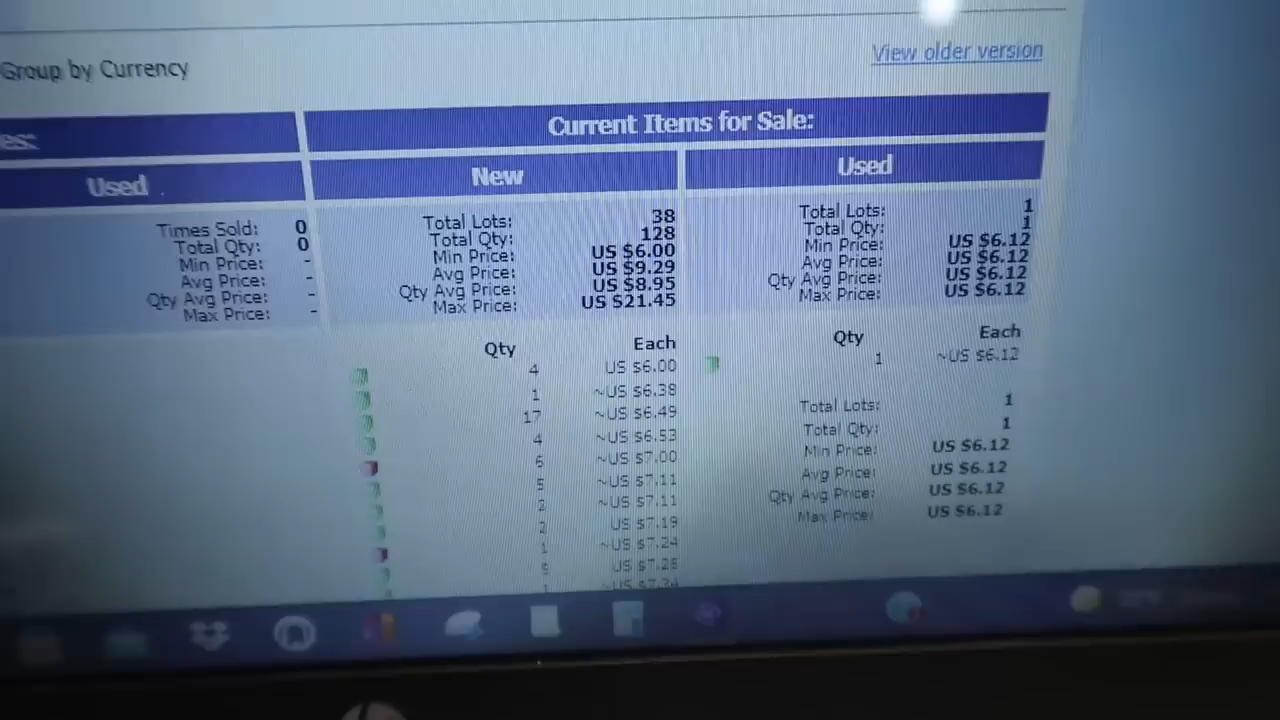 View older version
Group by Currency
es:
Current Items for Sale:
Used
New
Used
Times Sold: 0
Total Qty: 0
Min Price: -
Avg Price: -
Qty Avg Price: -
Max Price: -
Total Lots: 38
Total Qty: 128
Min Price: US $6.00
Avg Price: US $9.29
Qty Avg Price: US $8.95
Max Price: US $21.45
Total Lots: 1
Total Qty: 1
Min Price: US $6.12
Avg Price: US $6.12
Qty Avg Price: US $6.12
Max Price: US $6.12
Qty Each
4 US $6.00
1 ~US $6.38
17 ~US $6.49
4 ~US $6.53
6 ~US $7.00
5 ~US $7.11
2 ~US $7.11
2 US $7.19
1 ~US $7.24
US
1 ~US $7.34
Qty Each
1 ~US $6.12
Total Lots: 1
Total Qty: 1
Min Price: US $6.12
Avg Price: US $6.12
Qty Avg Price: US $6.12
Max Price: US $6.12